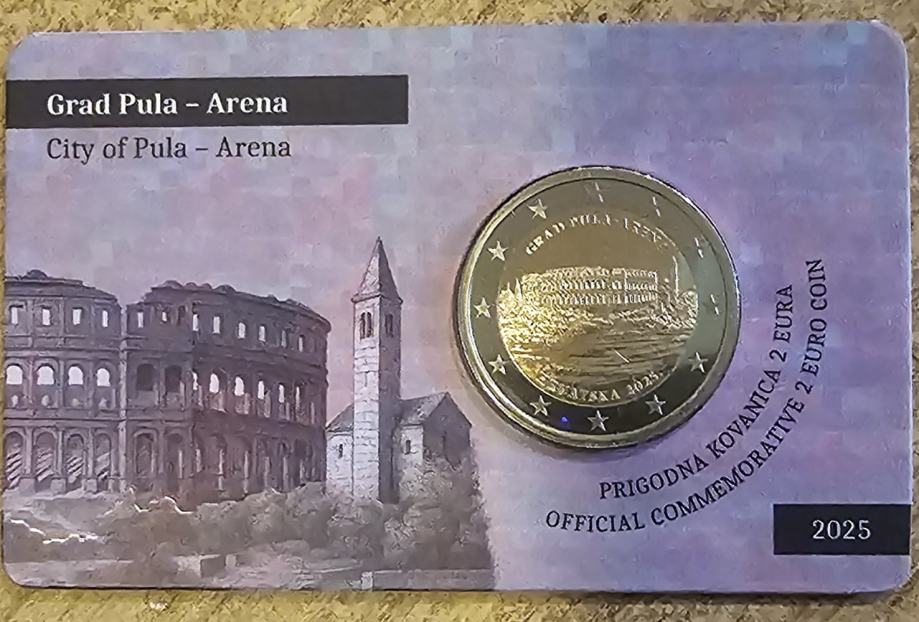 Grad Pula – Arena
City of Pula – Arena
GRAD PULA-ARENA
HRVATSKA 2025.
PRIGODNA KOVANICA 2 EURA
OFFICIAL COMMEMORATIVE 2 EURO COIN
2025